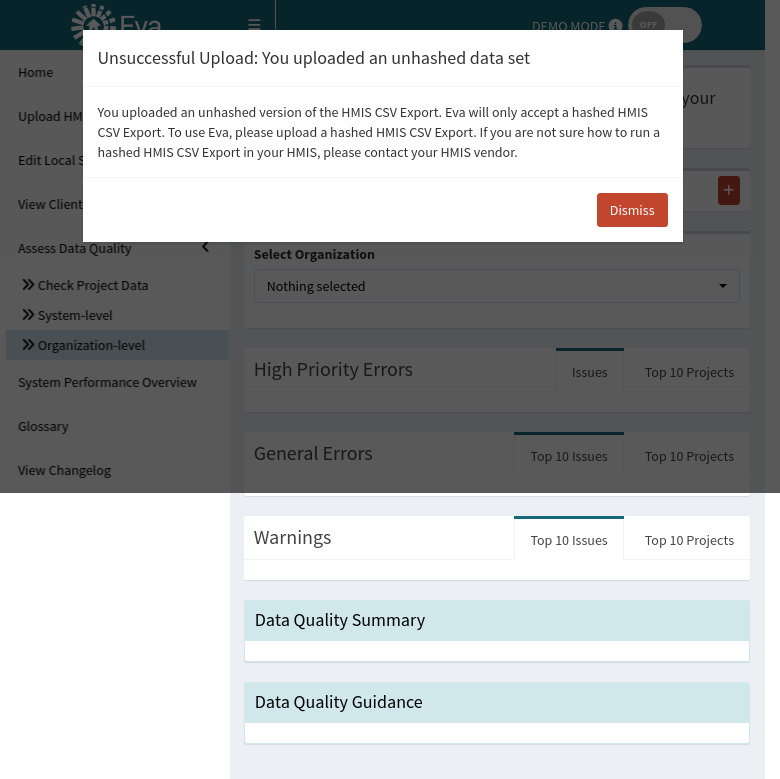 Eva
DEMO MODE
OFF
Unsuccessful Upload: You uploaded an unhashed data set
You uploaded an unhashed version of the HMIS CSV Export. Eva will only accept a hashed HMIS
CSV Export. To use Eva, please upload a hashed HMIS CSV Export. If you are not sure how to run a
hashed HMIS CSV Export in your HMIS, please contact your HMIS vendor.
Dismiss
Home
Upload HM
Edit Local S
View Client
Assess Data Quality
Check Project Data
System-level
Organization-level
System Performance Overview
Glossary
View Changelog
your
+
Select Organization
Nothing selected
High Priority Errors
Issues
Top 10 Projects
General Errors
Top 10 Issues
Top 10 Projects
Warnings
Top 10 Issues
Top 10 Projects
Data Quality Summary
Data Quality Guidance